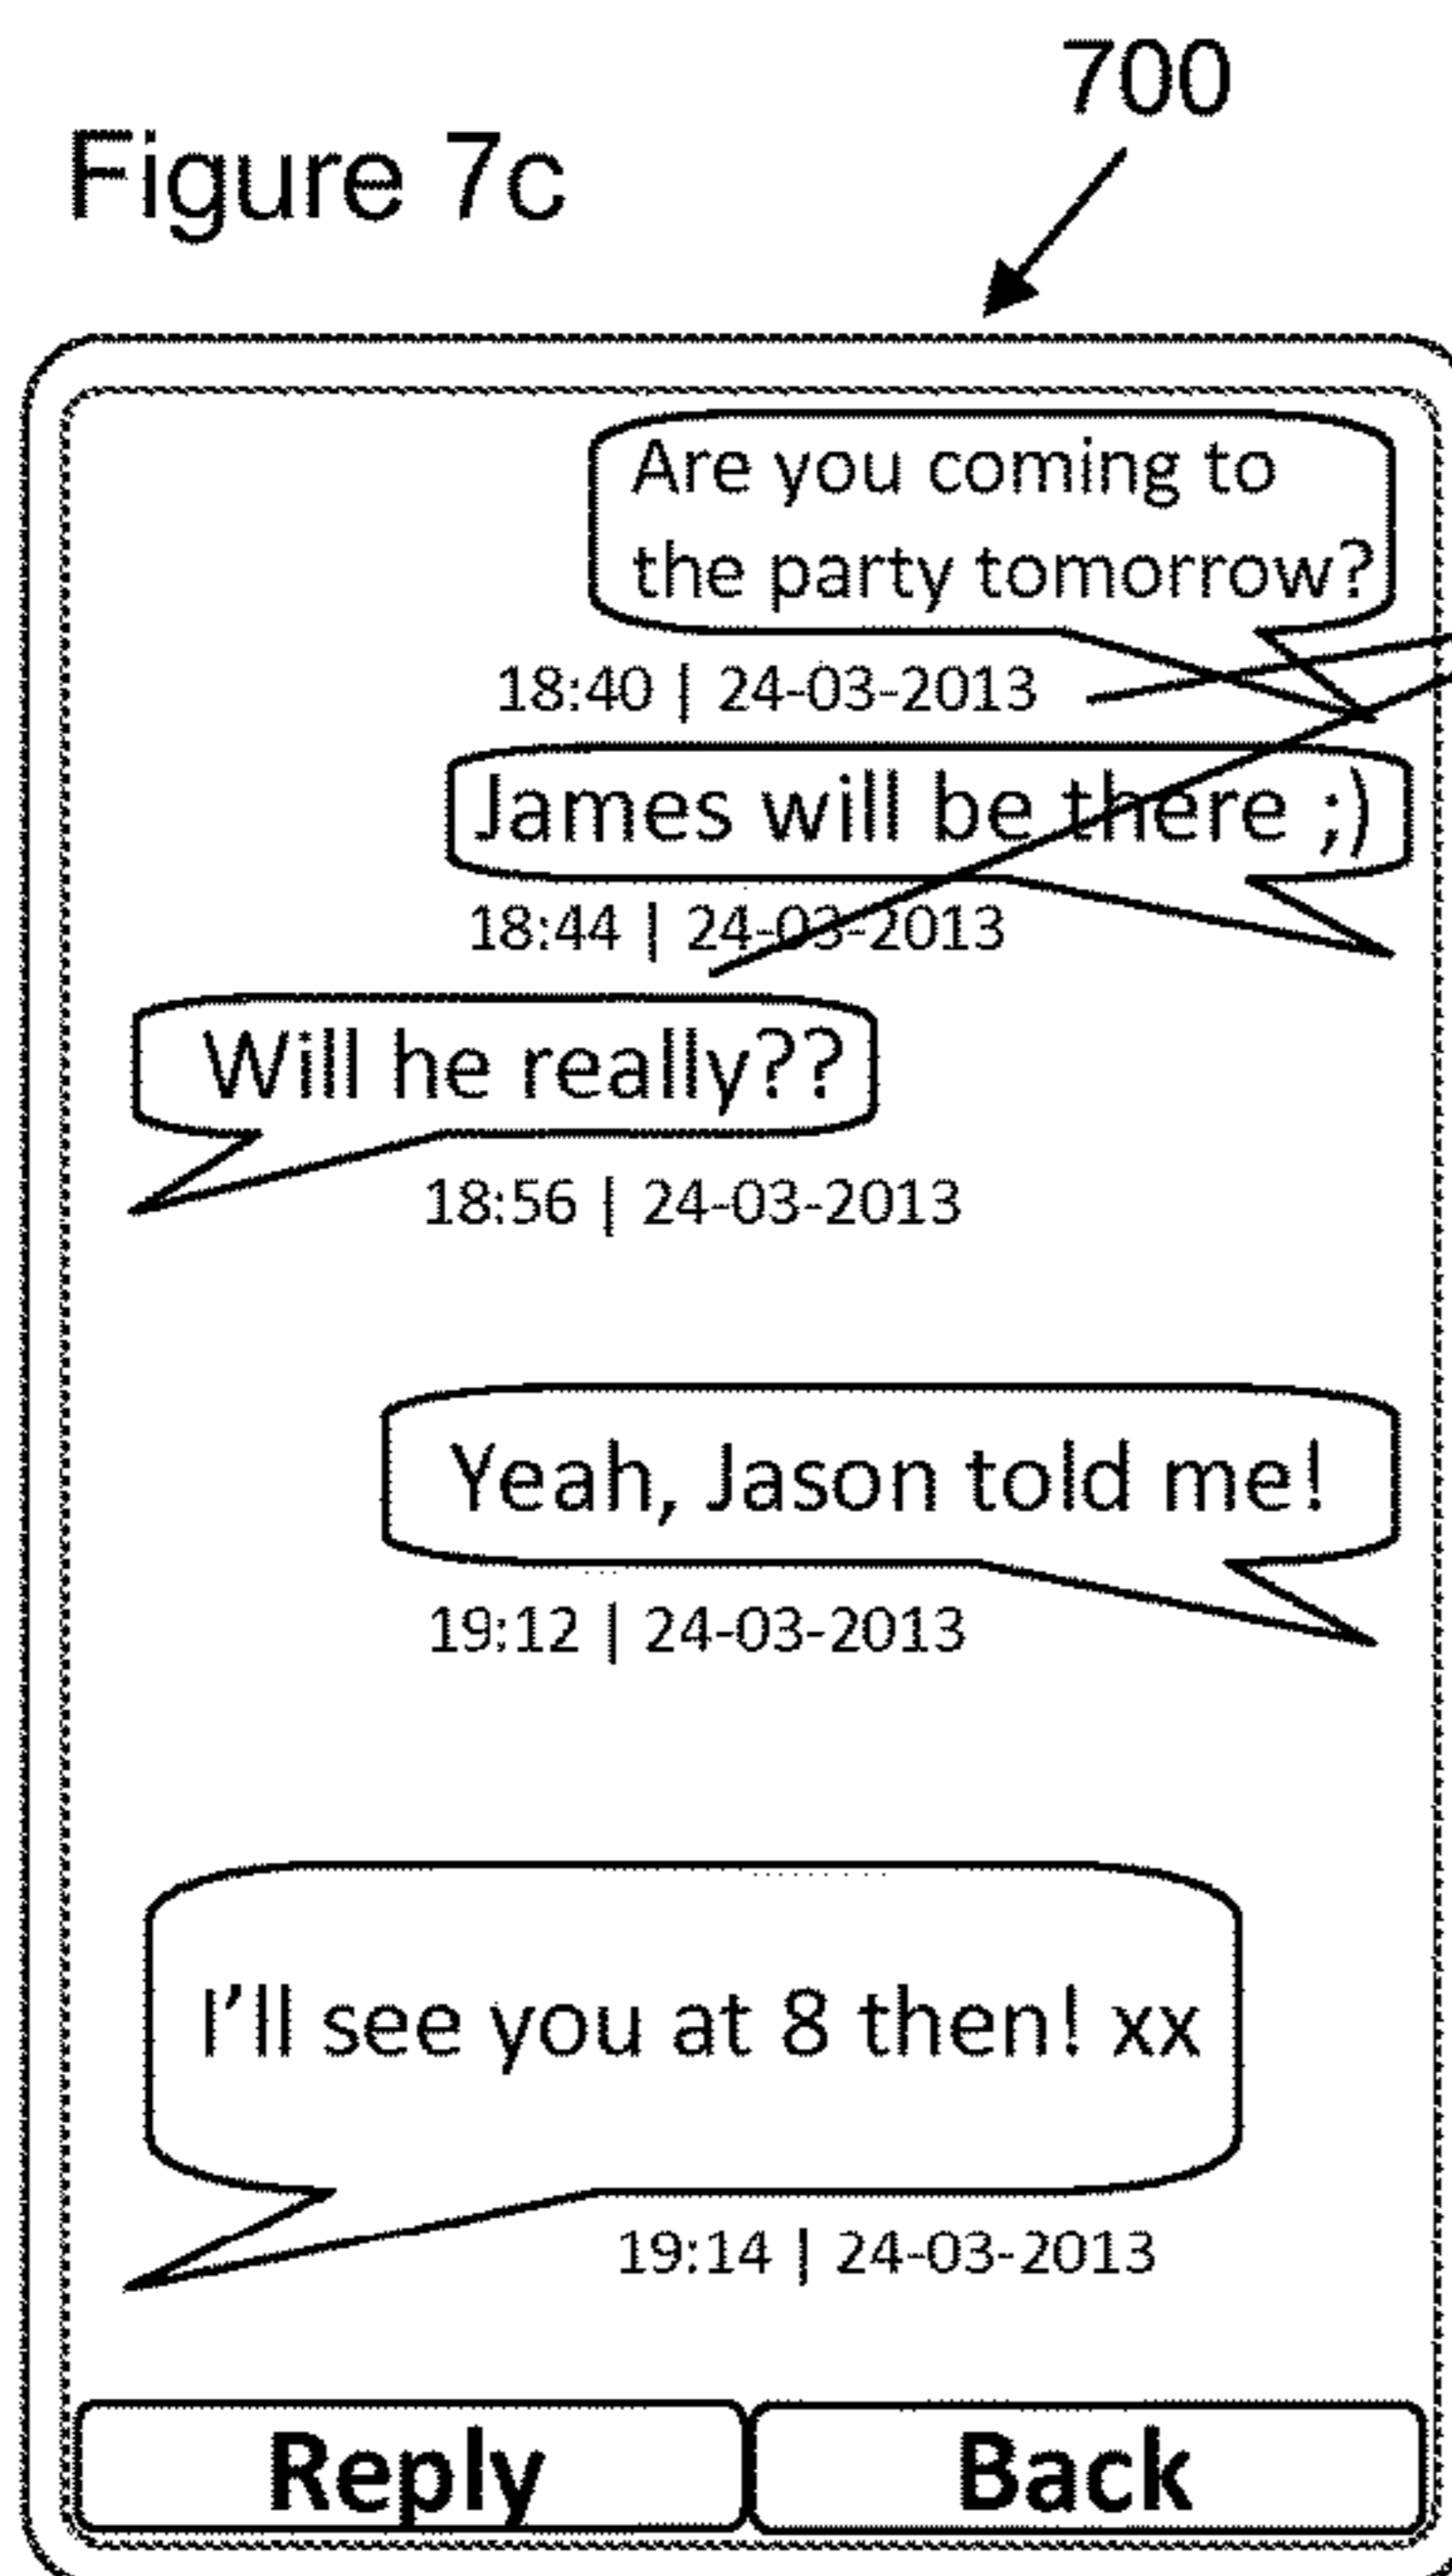 700
Figure 7c
Are you coming to
the party tomorrow?
18:40 | 24-03-2013
James will be there ;)
18:44 | 24-03-2013
Will he really??
18:56 | 24-03-2013
Yeah, Jason told me!
19:12 | 24-03-2013
I'll see you at 8 then! xx
19:14 | 24-03-2013
Reply Back